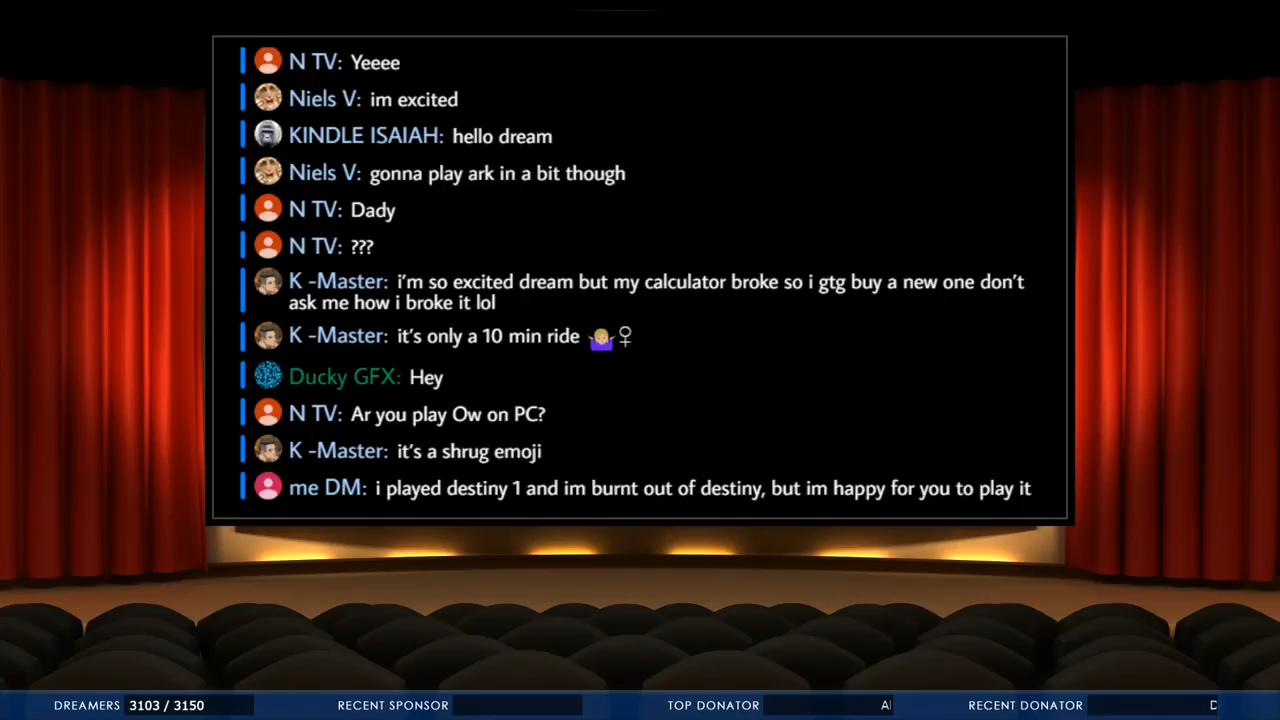 N TV: Yeeee
Niels V: im excited
KINDLE ISAIAH: hello dream
Niels V: gonna play ark in a bit though
N TV: Dady
N TV: ???
K -Master: i'm so excited dream but my calculator broke so i gtg buy a new one don't
ask me how i broke it lol
K -Master: it's only a 10 min ride 🤷🏼♀
Ducky GFX: Hey
N TV: Ar you play Ow on PC?
K -Master: it's a shrug emoji
me DM: i played destiny 1 and im burnt out of destiny, but im happy for you to play it
DREAMERS 3103 / 3150 RECENT SPONSOR TOP DONATOR RECENT DONATOR